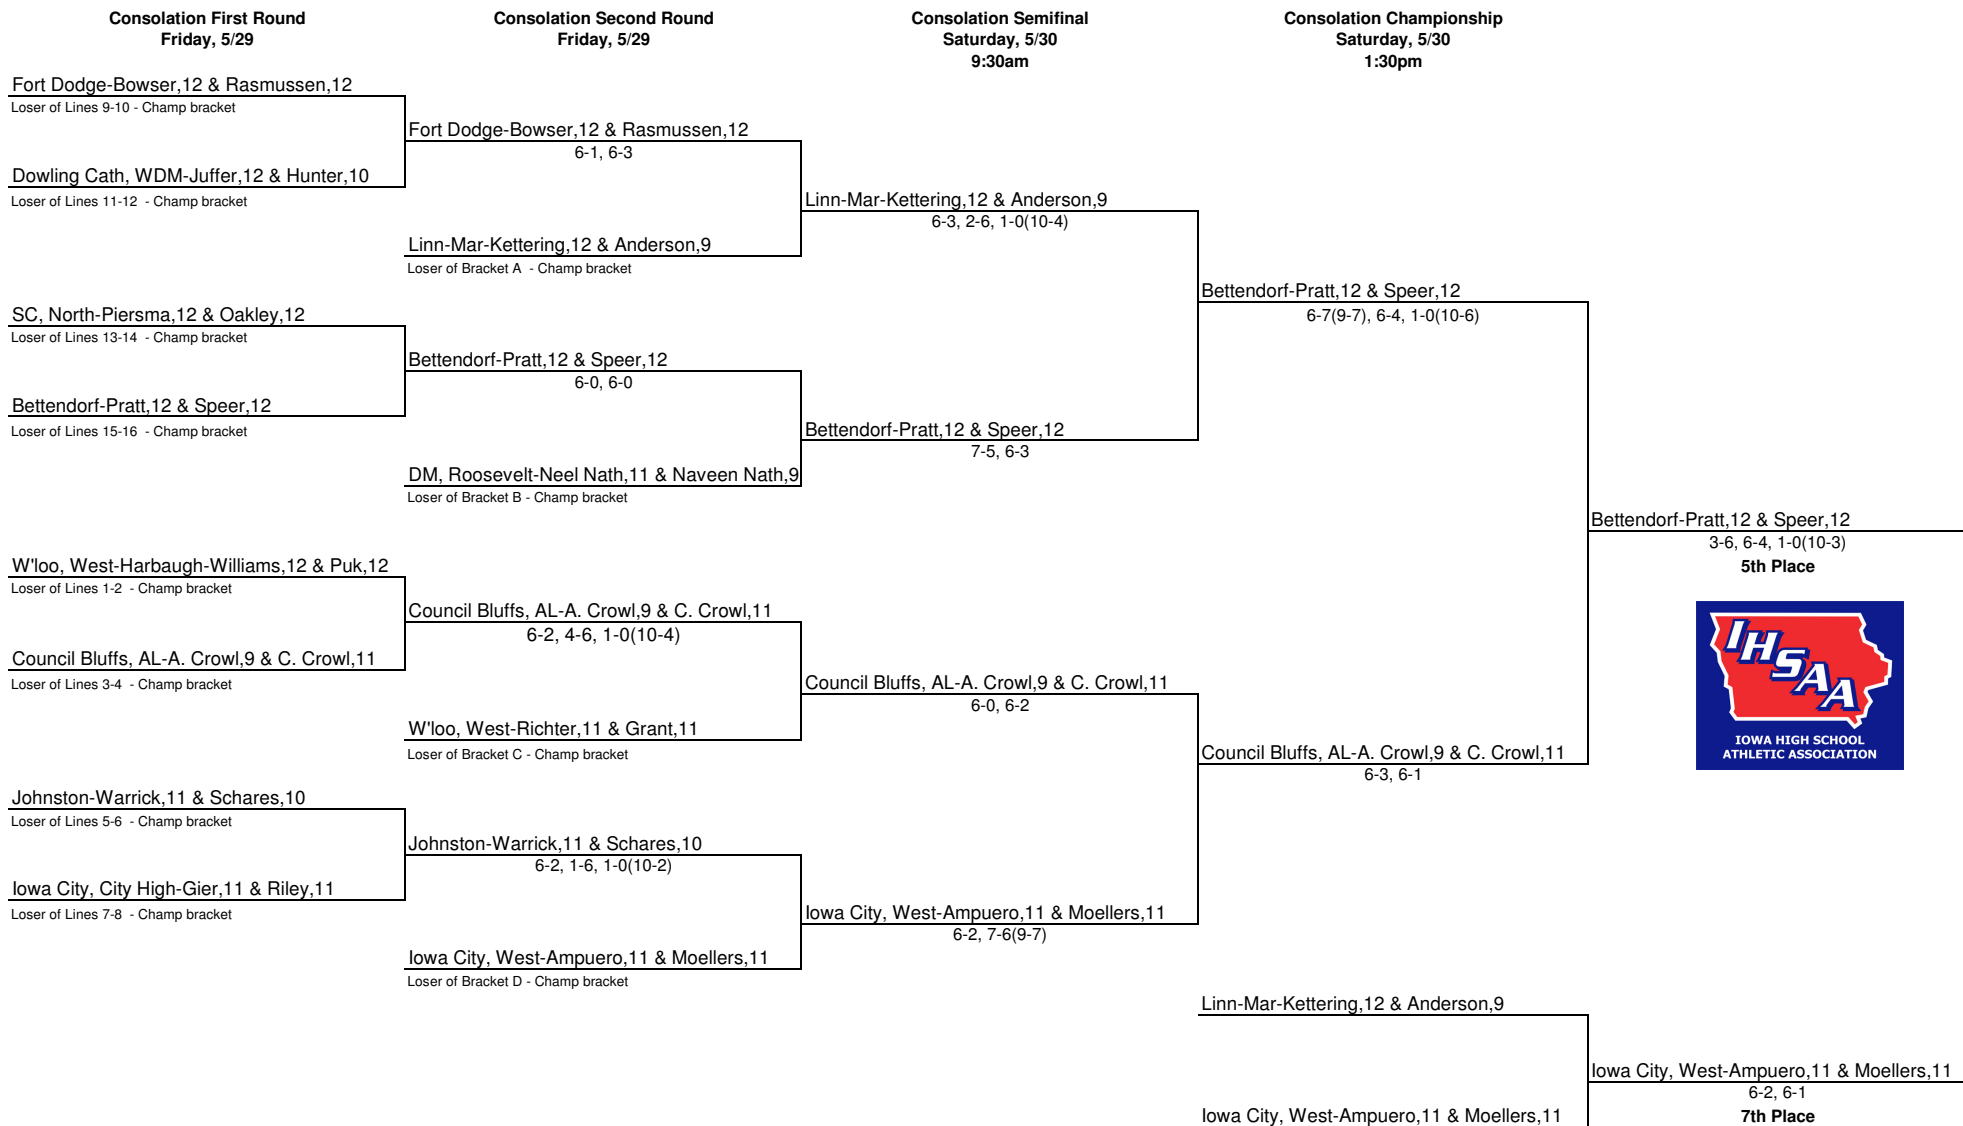 Consolation First Round
Friday, 5/29
Consolation Second Round
Friday, 5/29
Consolation Semifinal
Saturday, 5/30
9:30am
Consolation Championship
Saturday, 5/30
1:30pm
Fort Dodge-Bowser,12 & Rasmussen,12
Loser of Lines 9-10 - Champ bracket
Dowling Cath, WDM-Juffer,12 & Hunter,10
Loser of Lines 11-12 - Champ bracket
SC, North-Piersma,12 & Oakley,12
Loser of Lines 13-14 - Champ bracket
Bettendorf-Pratt,12 & Speer,12
Loser of Lines 15-16 - Champ bracket
W'loo, West-Harbaugh-Williams,12 & Puk,12
Loser of Lines 1-2 - Champ bracket
Council Bluffs, AL-A. Crowl,9 & C. Crowl,11
Loser of Lines 3-4 - Champ bracket
Johnston-Warrick,11 & Schares,10
Loser of Lines 5-6 - Champ bracket
Iowa City, City High-Gier,11 & Riley,11
Loser of Lines 7-8 - Champ bracket
Fort Dodge-Bowser,12 & Rasmussen,12
6-1, 6-3
Linn-Mar-Kettering,12 & Anderson,9
Loser of Bracket A - Champ bracket
Bettendorf-Pratt,12 & Speer,12
6-0, 6-0
DM, Roosevelt-Neel Nath,11 & Naveen Nath,9
Loser of Bracket B - Champ bracket
Council Bluffs, AL-A. Crowl,9 & C. Crowl,11
6-2, 4-6, 1-0(10-4)
W'loo, West-Richter,11 & Grant,11
Loser of Bracket C - Champ bracket
Johnston-Warrick,11 & Schares,10
6-2, 1-6, 1-0(10-2)
Iowa City, West-Ampuero,11 & Moellers,11
Loser of Bracket D - Champ bracket
Linn-Mar-Kettering,12 & Anderson,9
6-3, 2-6, 1-0(10-4)
Bettendorf-Pratt,12 & Speer,12
7-5, 6-3
Council Bluffs, AL-A. Crowl,9 & C. Crowl,11
6-0, 6-2
Iowa City, West-Ampuero,11 & Moellers,11
6-2, 7-6(9-7)
Bettendorf-Pratt,12 & Speer,12
6-7(9-7), 6-4, 1-0(10-6)
Council Bluffs, AL-A. Crowl,9 & C. Crowl,11
6-3, 6-1
Linn-Mar-Kettering,12 & Anderson,9
Iowa City, West-Ampuero,11 & Moellers,11
Bettendorf-Pratt,12 & Speer,12
3-6, 6-4, 1-0(10-3)
5th Place
IHSAA
IOWA HIGH SCHOOL
ATHLETIC ASSOCIATION
Iowa City, West-Ampuero,11 & Moellers,11
6-2, 6-1
7th Place